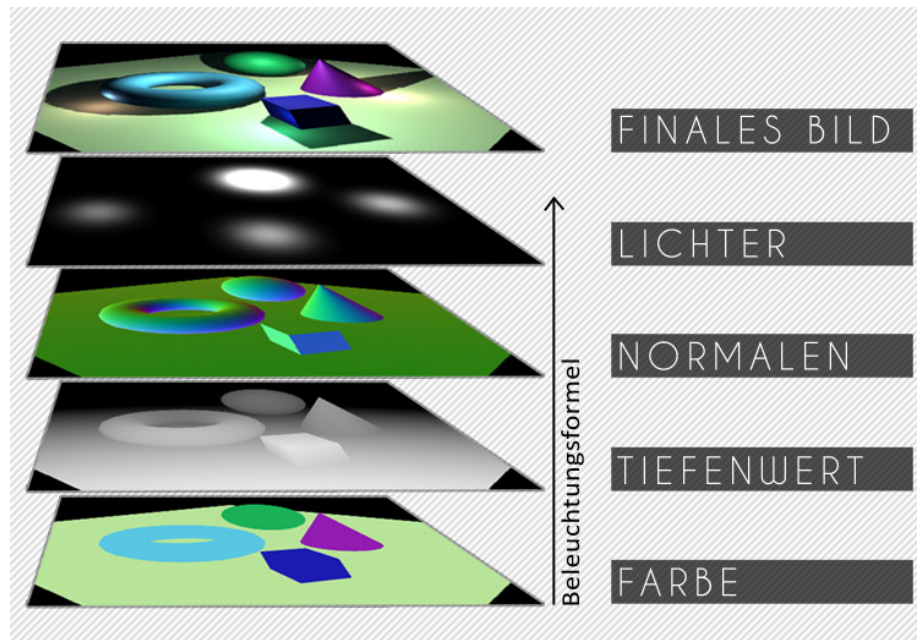 FINALES BILD
LICHTER
NORMALEN
TIEFENWERT
FARBE
Beleuchtungsformel